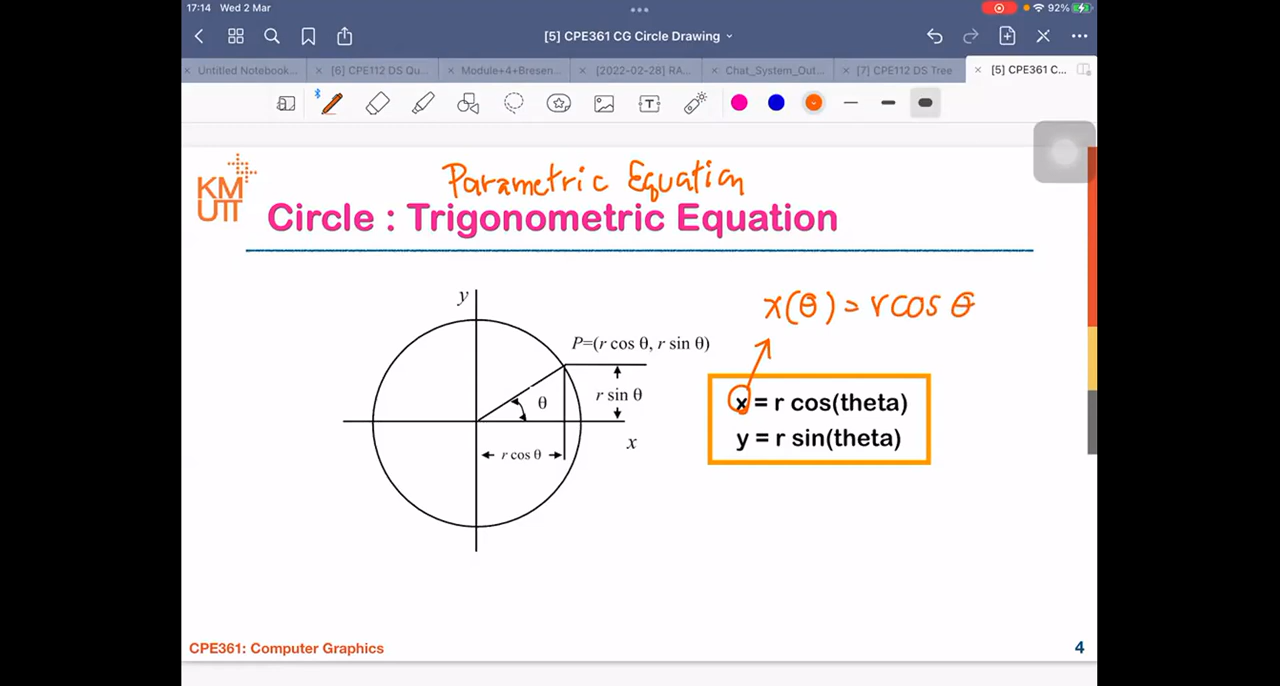 17:14 Wed 2 Mar
92%
[5] CPE361 CG Circle Drawing
Untitled Notebook...
[6] CPE112 DS Qu...
Module+4+Bresen...
[2022-02-28] RA...
Chat_System_Out...
[7] CPE112 DS Tree
[5] CPE361 C...
T
KM
UTT
Parametric Equation
Circle : Trigonometric Equation
y
x(θ) = r cos θ
P=(r cos θ, r sin θ)
r sin θ
θ
x = r cos(theta)
y = r sin(theta)
x
r cos θ
CPE361: Computer Graphics
4